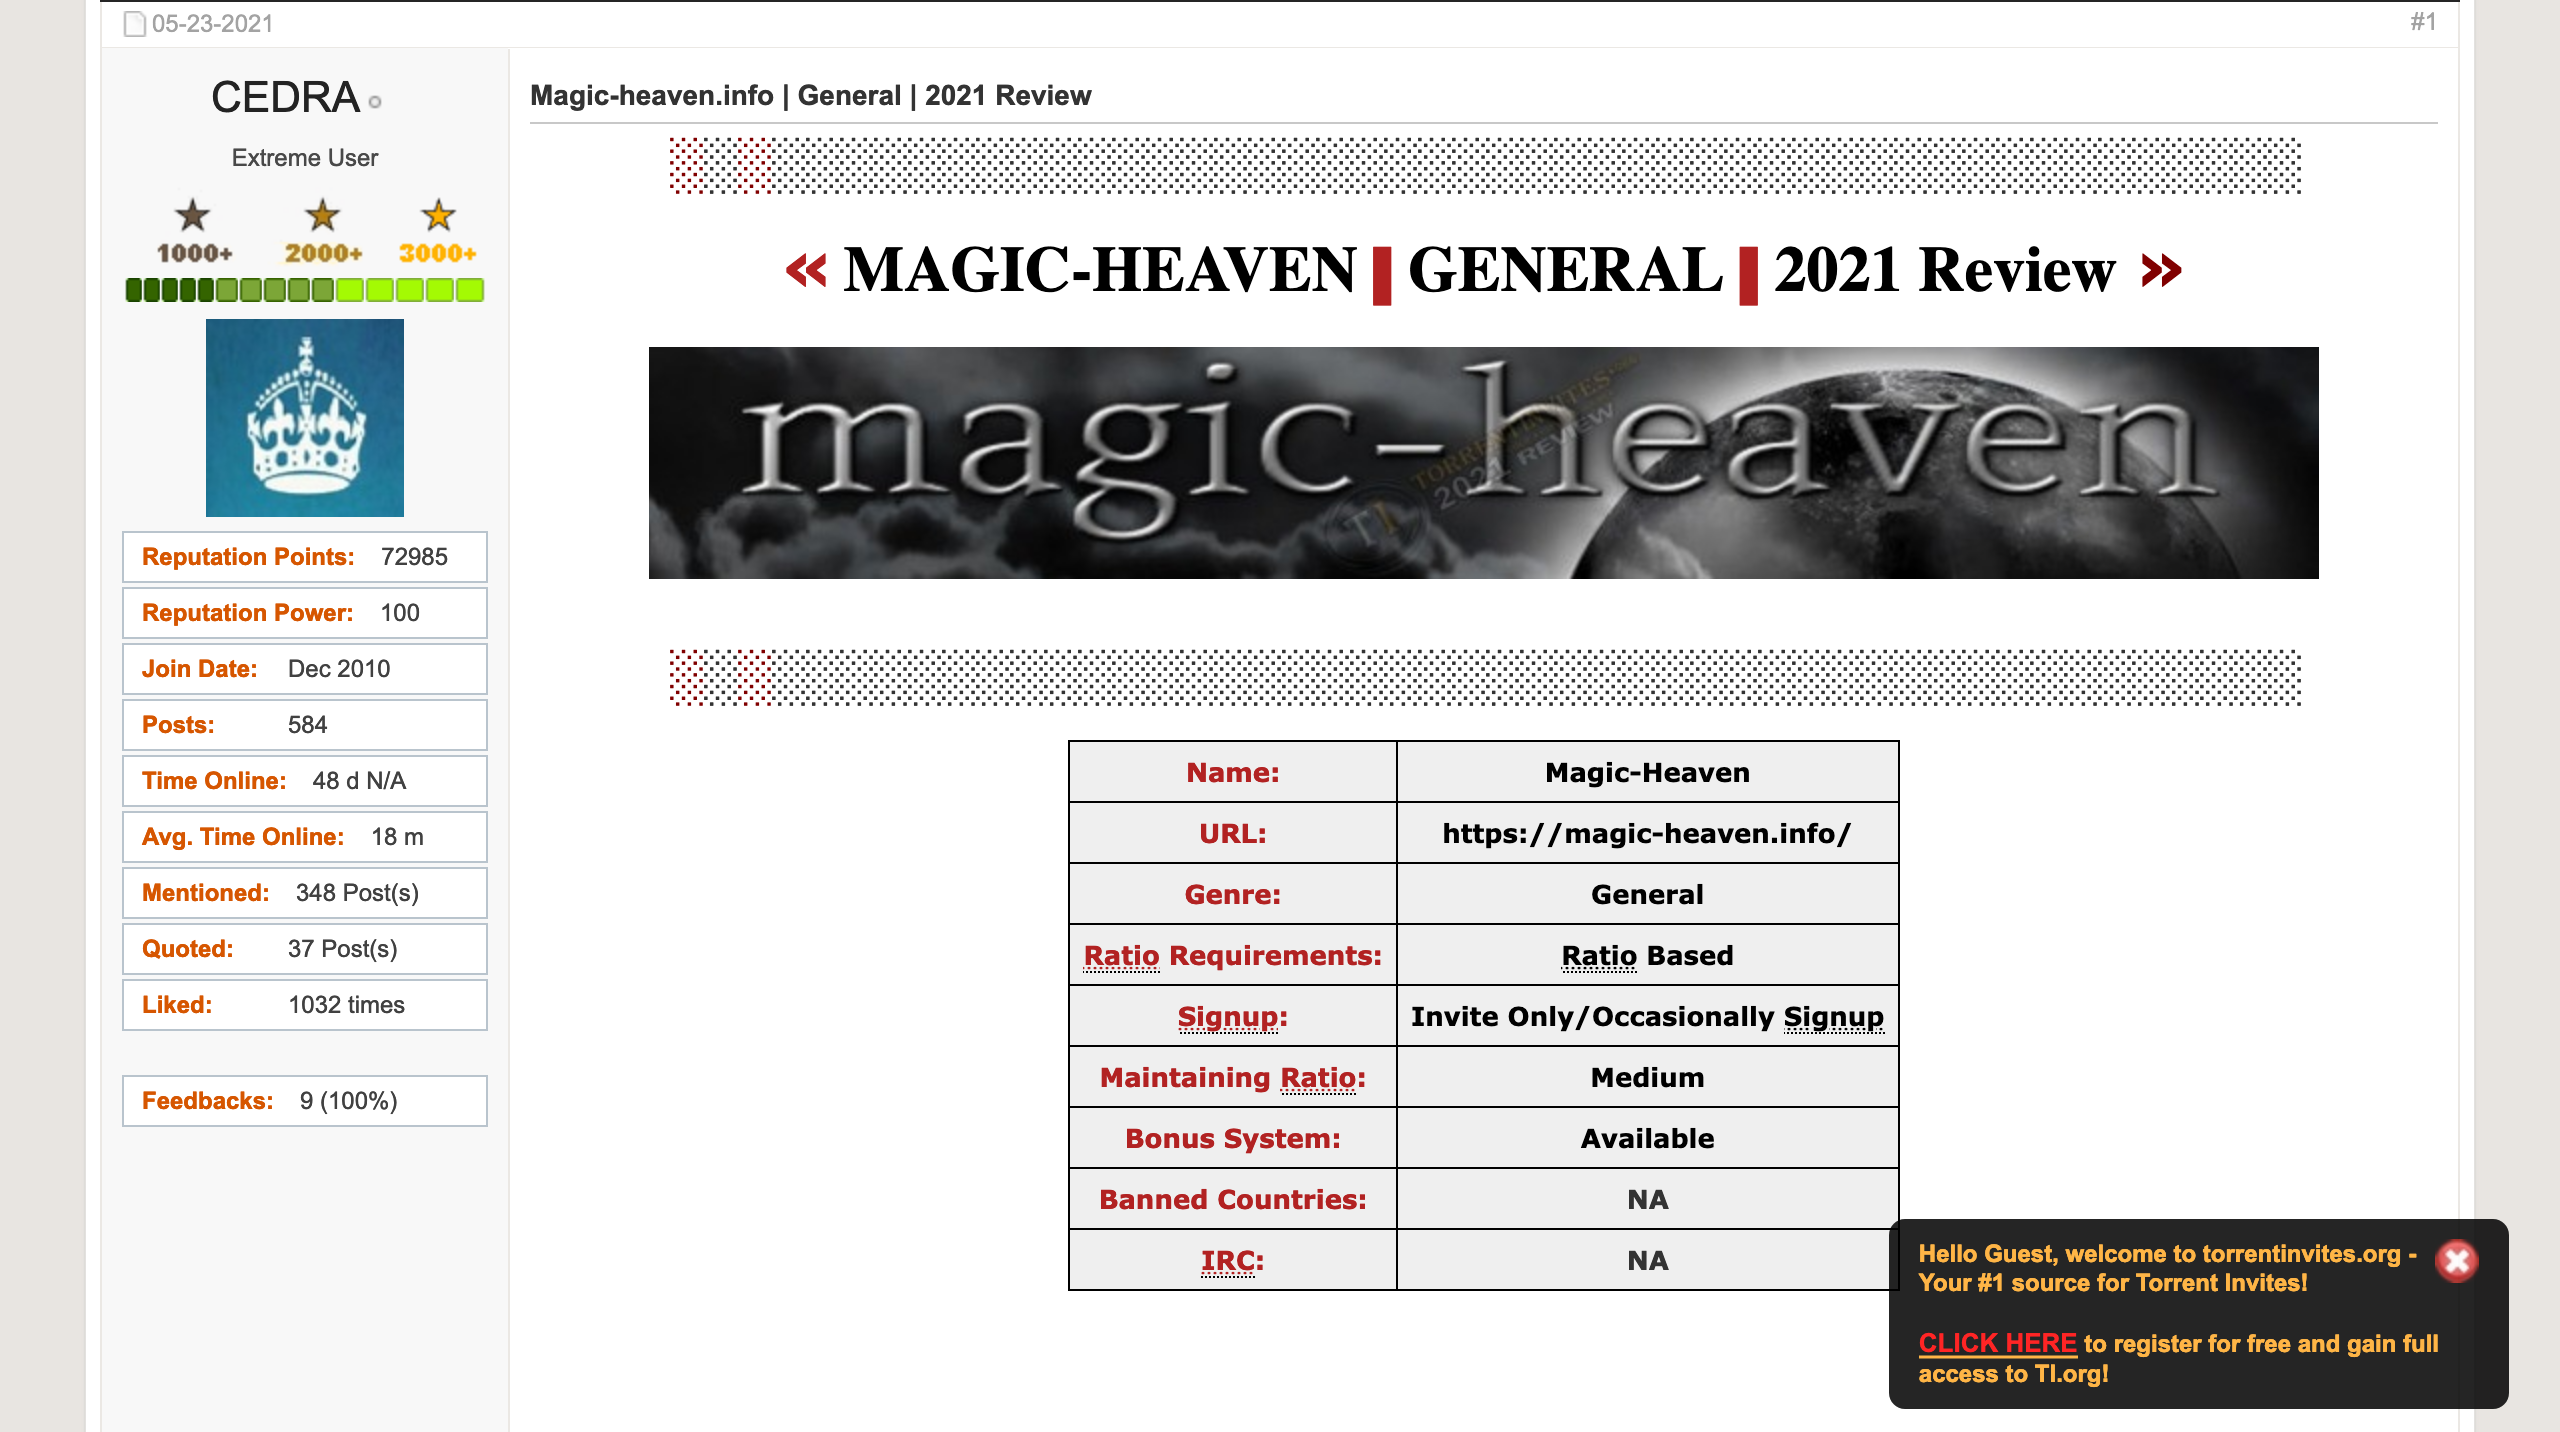 05-23-2021
#1
CEDRA
Extreme User
1000+ 2000+ 3000+
Reputation Points: 72985
Reputation Power: 100
Join Date: Dec 2010
Posts: 584
Time Online: 48 d N/A
Avg. Time Online: 18 m
Mentioned: 348 Post(s)
Quoted: 37 Post(s)
Liked: 1032 times
Feedbacks: 9 (100%)
Magic-heaven.info | General | 2021 Review
« MAGIC-HEAVEN | GENERAL | 2021 Review »
magic-heaven
TORRENTINVITES
2021 REVIEW
TI
Name: Magic-Heaven
URL: https://magic-heaven.info/
Genre: General
Ratio Requirements: Ratio Based
Signup: Invite Only/Occasionally Signup
Maintaining Ratio: Medium
Bonus System: Available
Banned Countries: NA
IRC: NA
Hello Guest, welcome to torrentinvites.org -
Your #1 source for Torrent Invites!
CLICK HERE to register for free and gain full
access to TI.org!